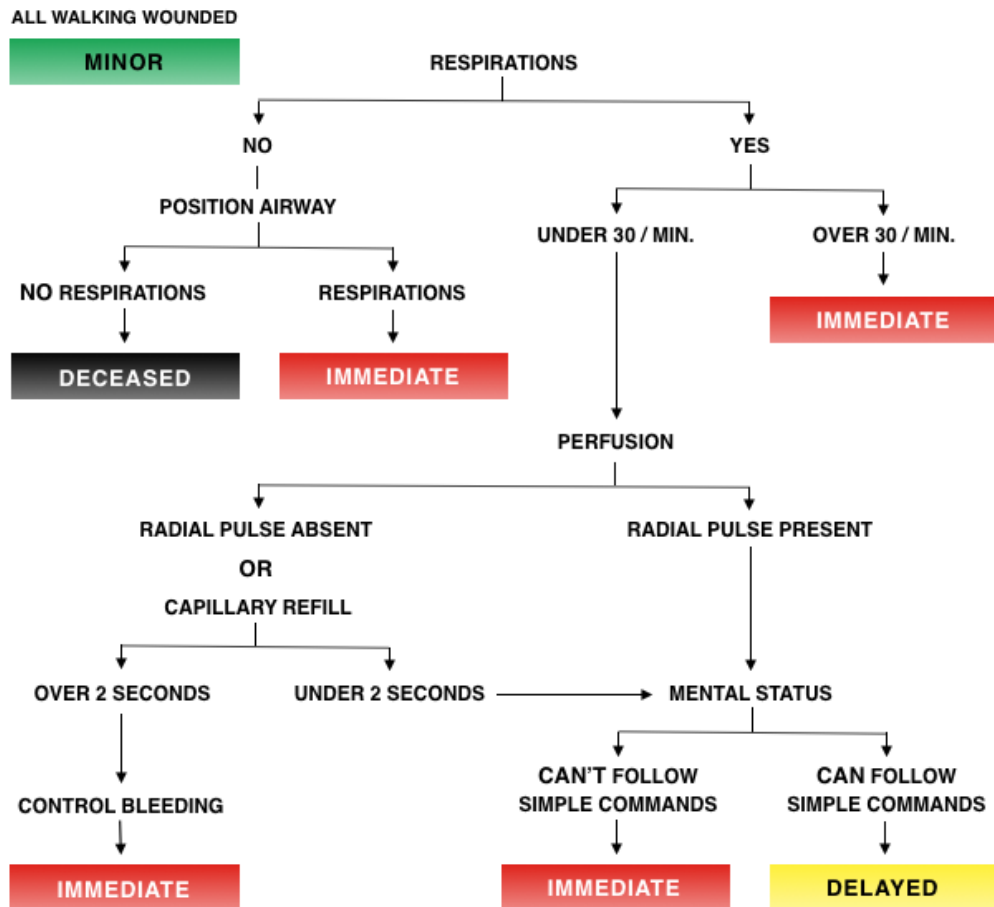 ALL WALKING WOUNDED
MINOR
RESPIRATIONS
NO
YES
POSITION AIRWAY
UNDER 30 / MIN.
OVER 30 / MIN.
NO RESPIRATIONS
RESPIRATIONS
IMMEDIATE
DECEASED
IMMEDIATE
PERFUSION
RADIAL PULSE ABSENT
RADIAL PULSE PRESENT
OR
CAPILLARY REFILL
OVER 2 SECONDS
UNDER 2 SECONDS
MENTAL STATUS
CAN'T FOLLOW
SIMPLE COMMANDS
CAN FOLLOW
SIMPLE COMMANDS
CONTROL BLEEDING
IMMEDIATE
IMMEDIATE
DELAYED